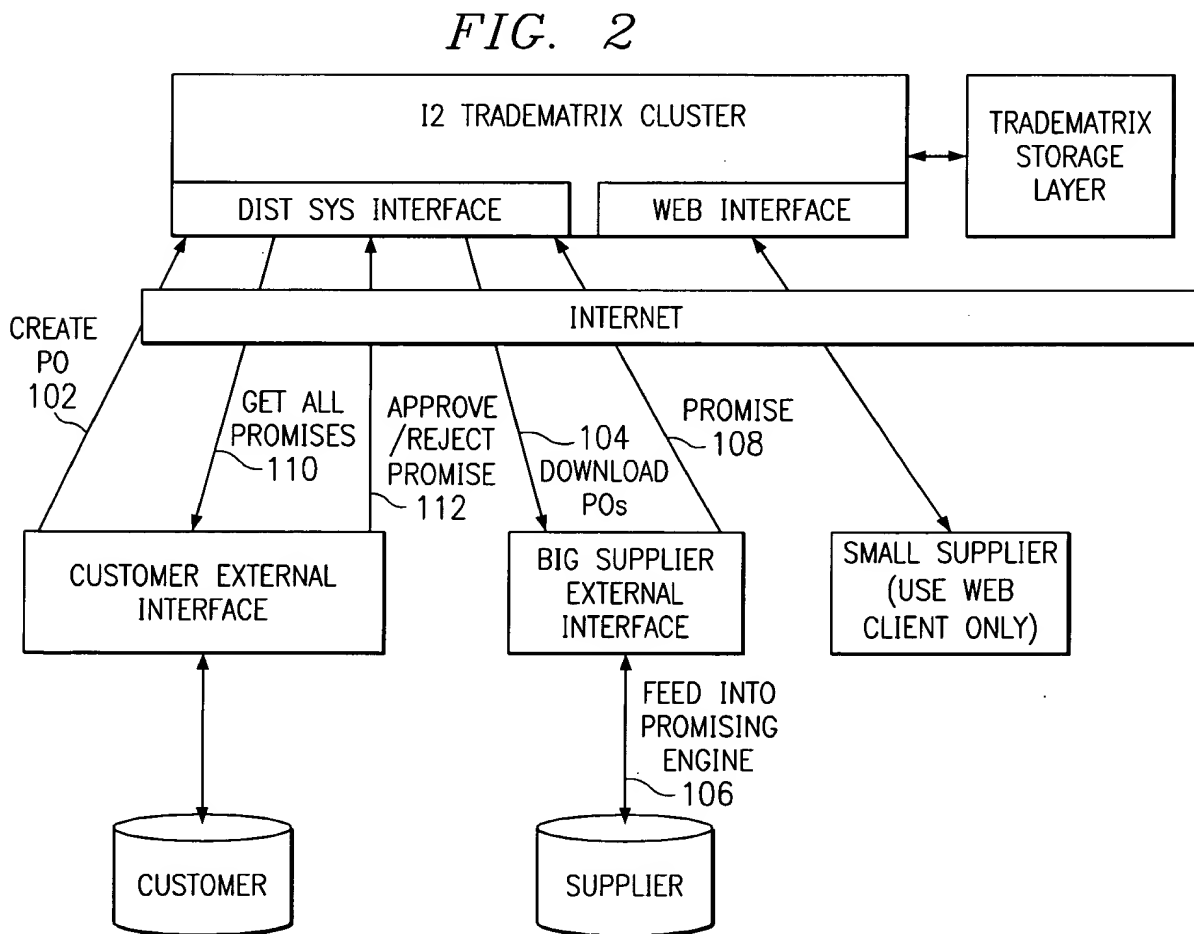 FIG. 2
I2 TRADEMATRIX CLUSTER
TRADEMATRIX
STORAGE
LAYER
DIST SYS INTERFACE
WEB INTERFACE
INTERNET
CREATE
PO
102
GET ALL
PROMISES
110
APPROVE
/REJECT
PROMISE
112
104
DOWNLOAD
POs
PROMISE
108
CUSTOMER EXTERNAL
INTERFACE
BIG SUPPLIER
EXTERNAL
INTERFACE
SMALL SUPPLIER
(USE WEB
CLIENT ONLY)
FEED INTO
PROMISING
ENGINE
106
CUSTOMER
SUPPLIER